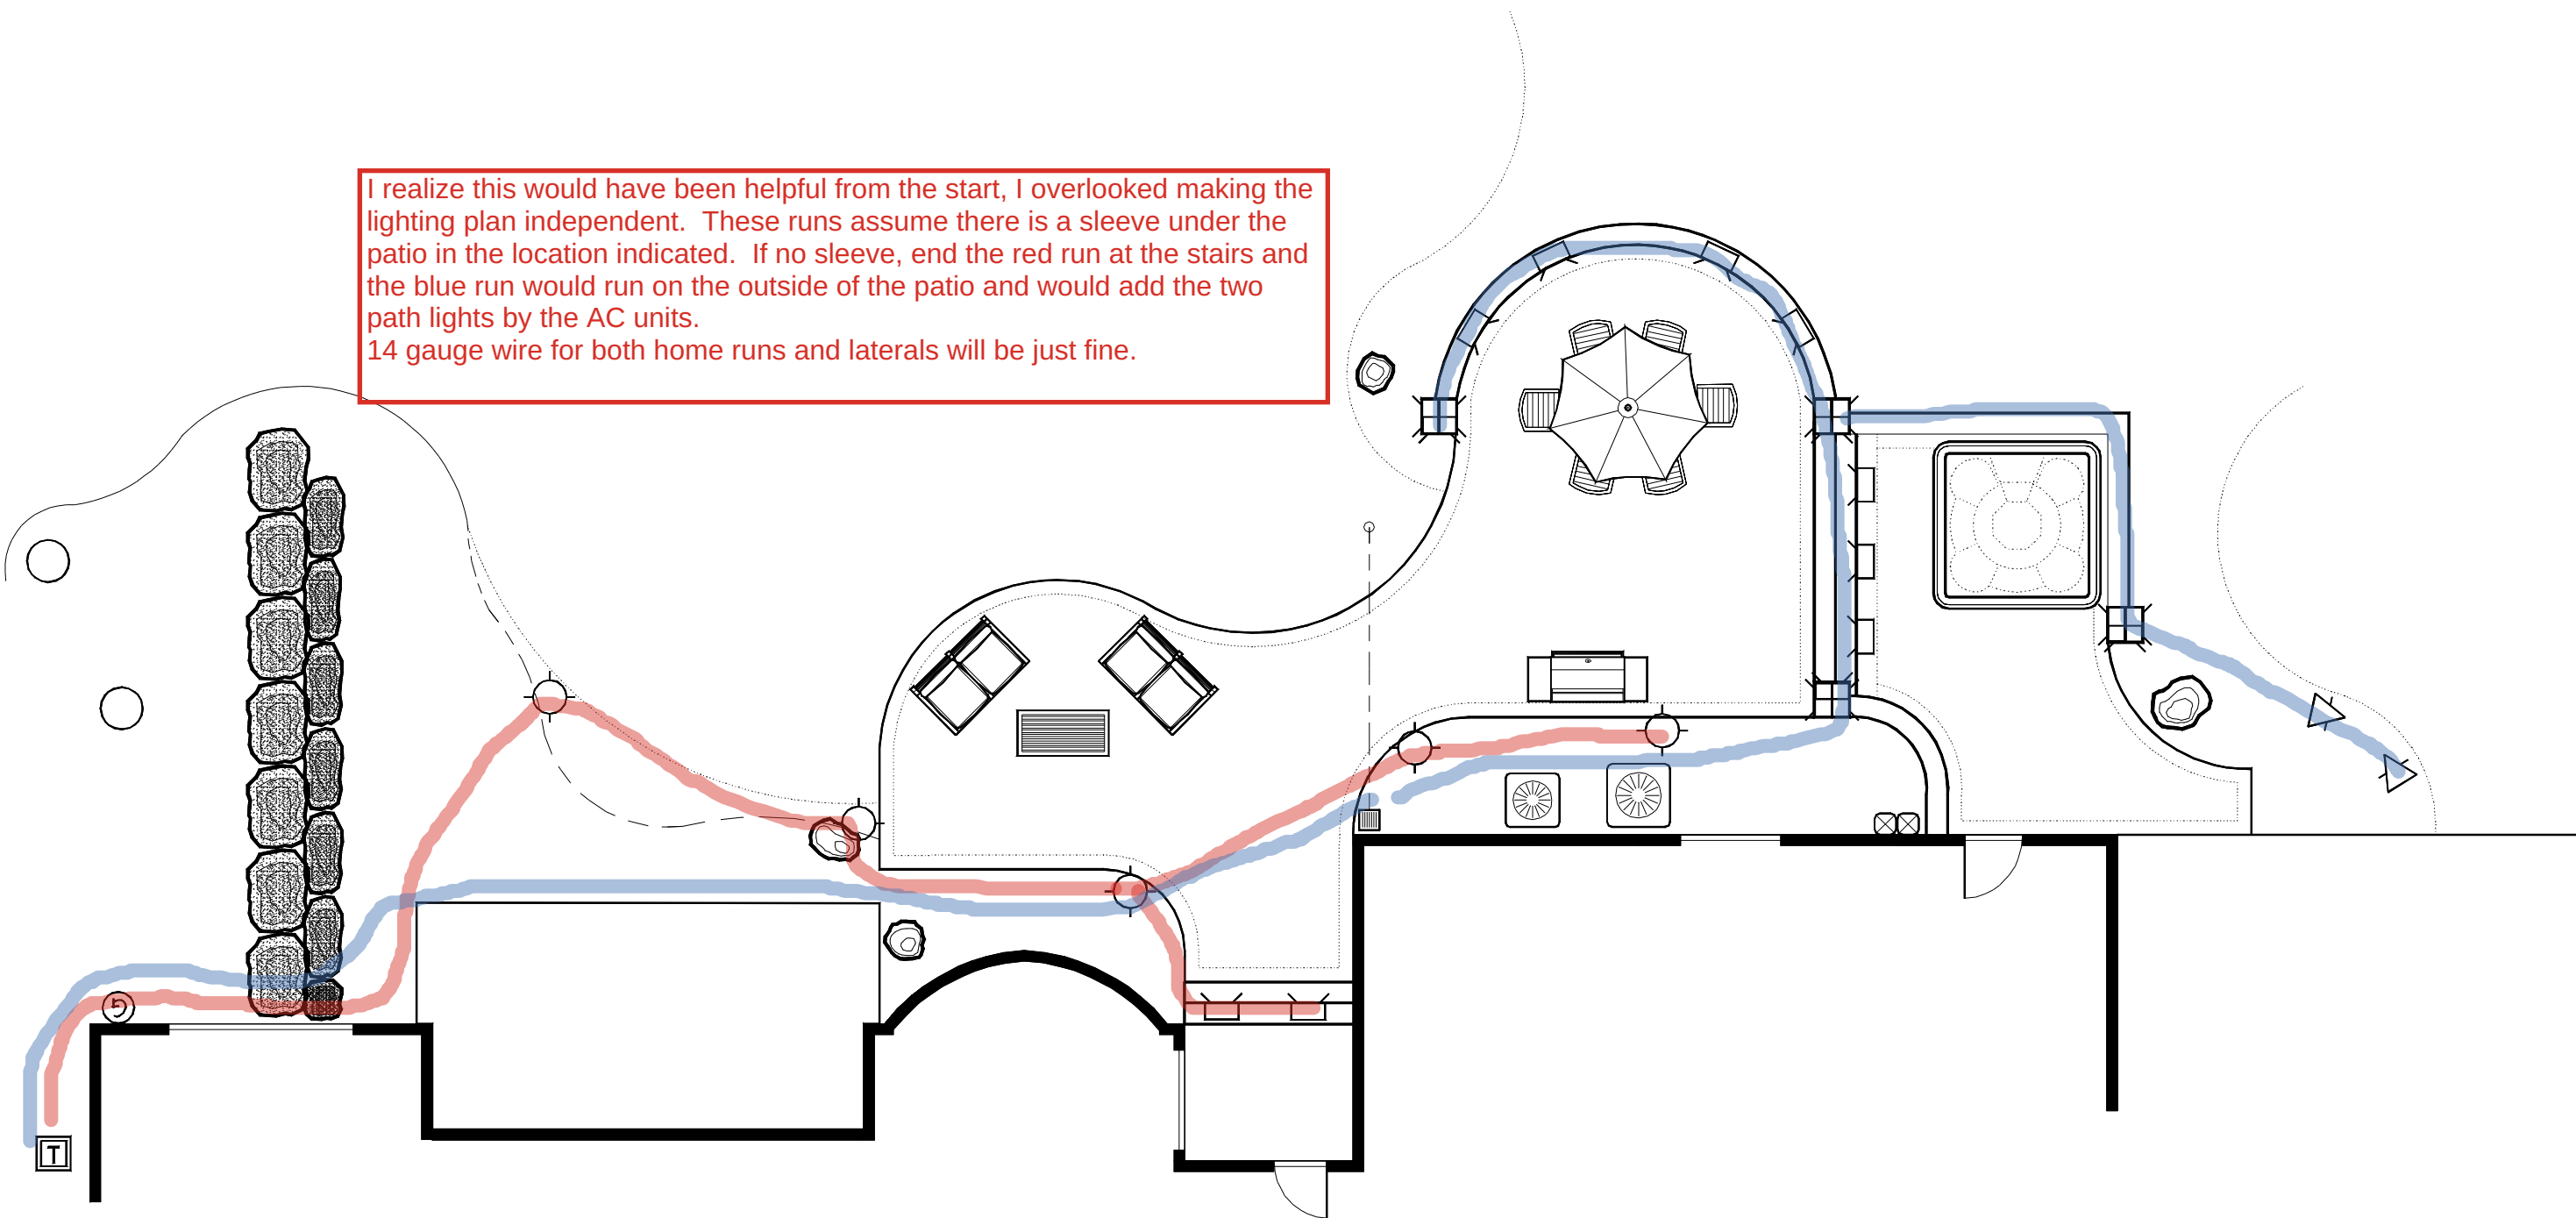 I realize this would have been helpful from the start, I overlooked making the
lighting plan independent.  These runs assume there is a sleeve under the
patio in the location indicated.  If no sleeve, end the red run at the stairs and
the blue run would run on the outside of the patio and would add the two
path lights by the AC units.
14 gauge wire for both home runs and laterals will be just fine.
T